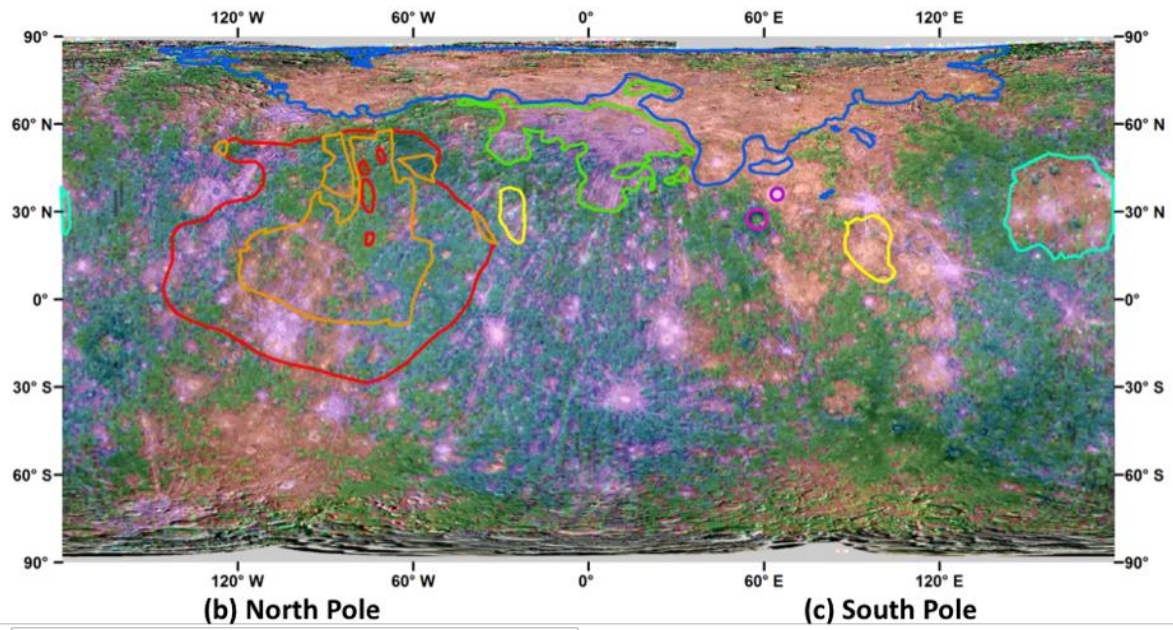 120° W 60° W 0° 60° E 120° E
90° 90°
60° N 60° N
30° N 30° N
0° 0°
30° S 30° S
60° S 60° S
90° 90°
120° W 60° W 0° 60° E 120° E
(b) North Pole (c) South Pole